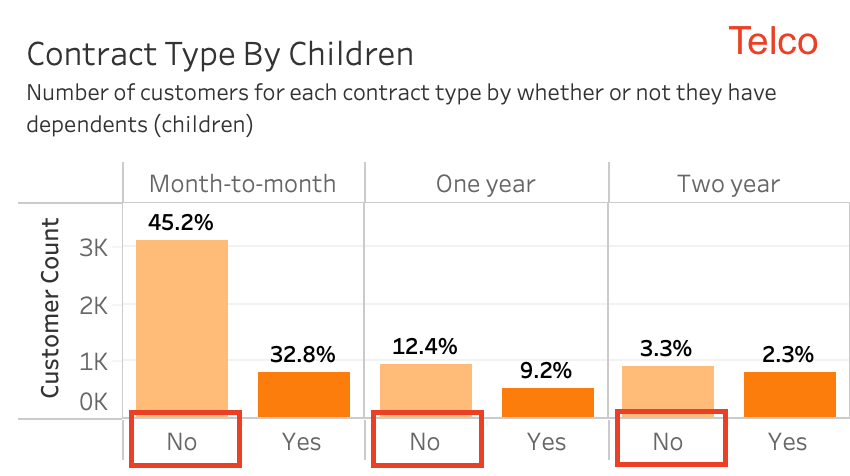 Telco
Contract Type By Children
Number of customers for each contract type by whether or not they have
dependents (children)
Month-to-month One year Two year
Customer Count
3K
2K
1K
0K
45.2% 32.8% 12.4% 9.2% 3.3% 2.3%
No Yes No Yes No Yes